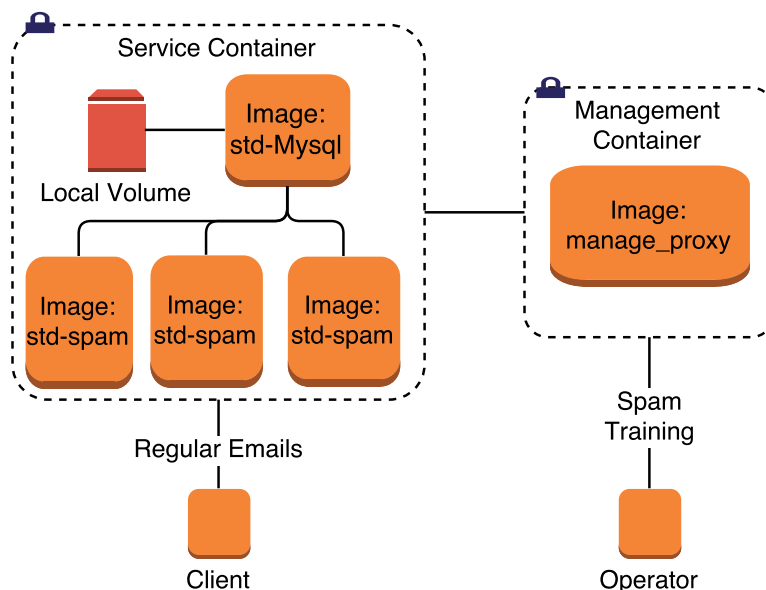 Service Container
Image:
std-Mysql
Local Volume
Image:
std-spam
Image:
std-spam
Image:
std-spam
Regular Emails
Client
Management
Container
Image:
manage_proxy
Spam
Training
Operator